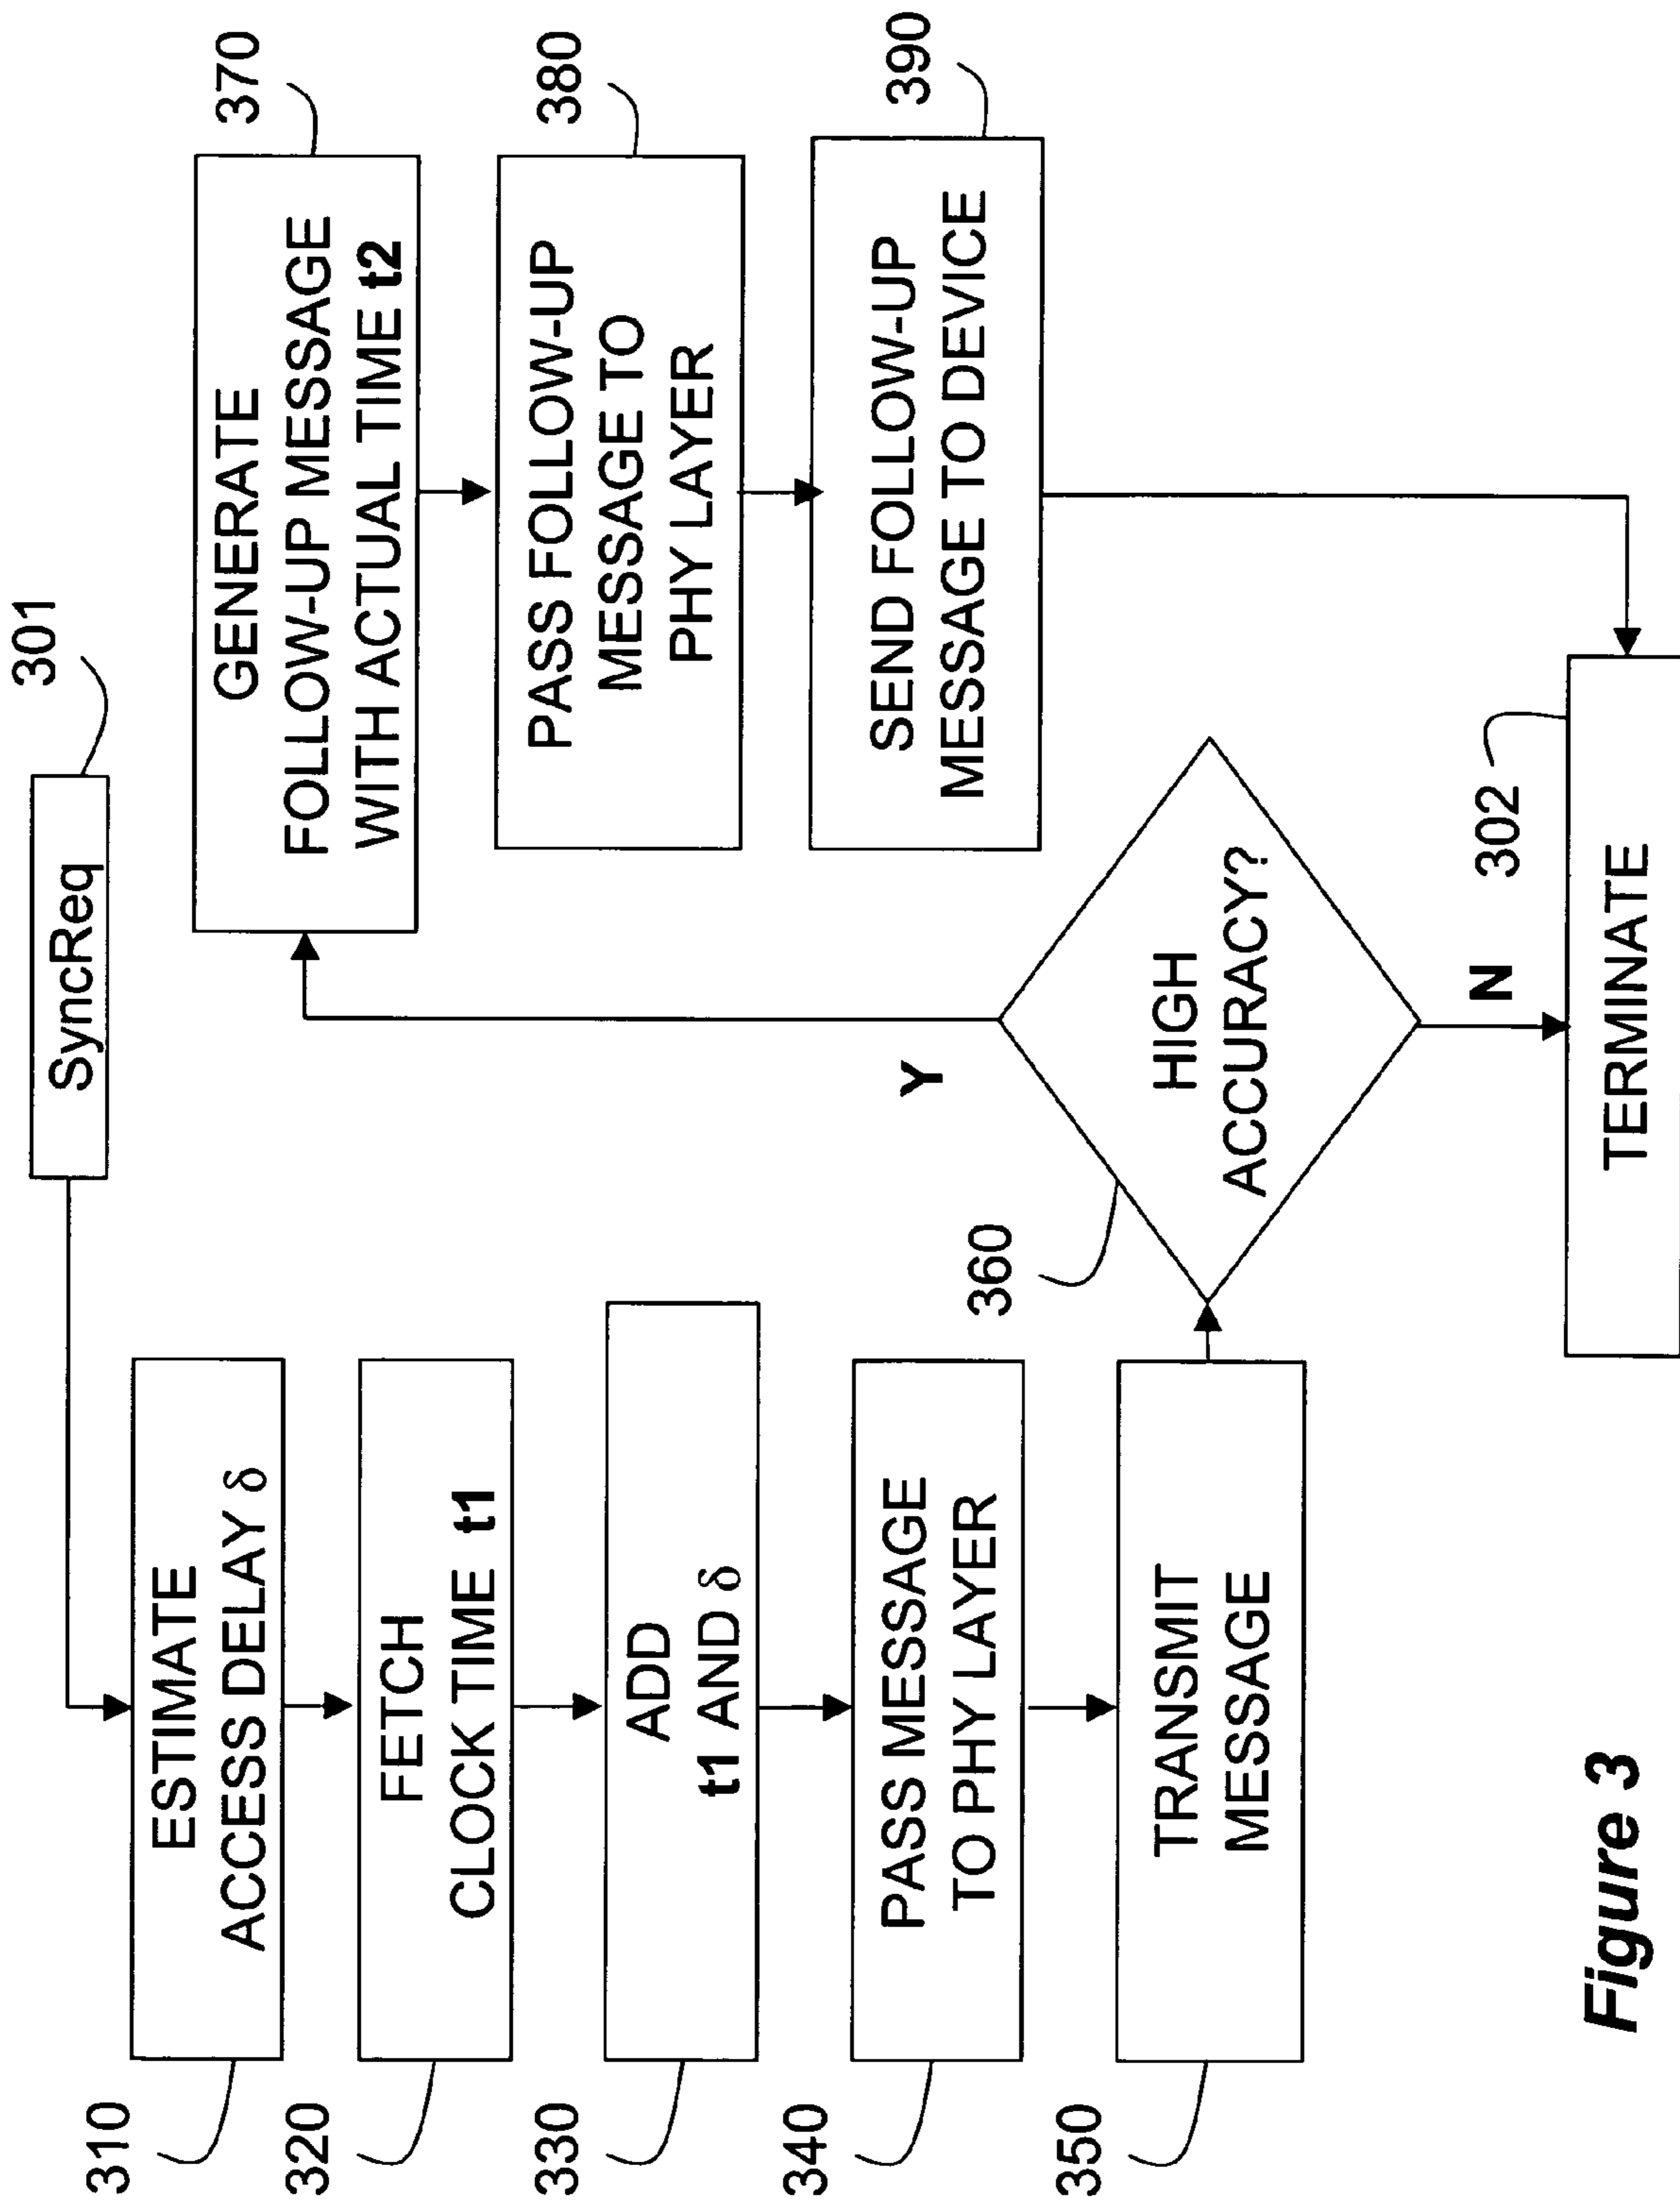 SyncReq
301
310
ESTIMATE
ACCESS DELAY δ
320
FETCH
CLOCK TIME t1
330
ADD
t1 AND δ
340
PASS MESSAGE
TO PHY LAYER
350
TRANSMIT
MESSAGE
360
HIGH
ACCURACY?
Y
N
370
GENERATE
FOLLOW-UP MESSAGE
WITH ACTUAL TIME t2
380
PASS FOLLOW-UP
MESSAGE TO
PHY LAYER
390
SEND FOLLOW-UP
MESSAGE TO DEVICE
302
TERMINATE
Figure 3